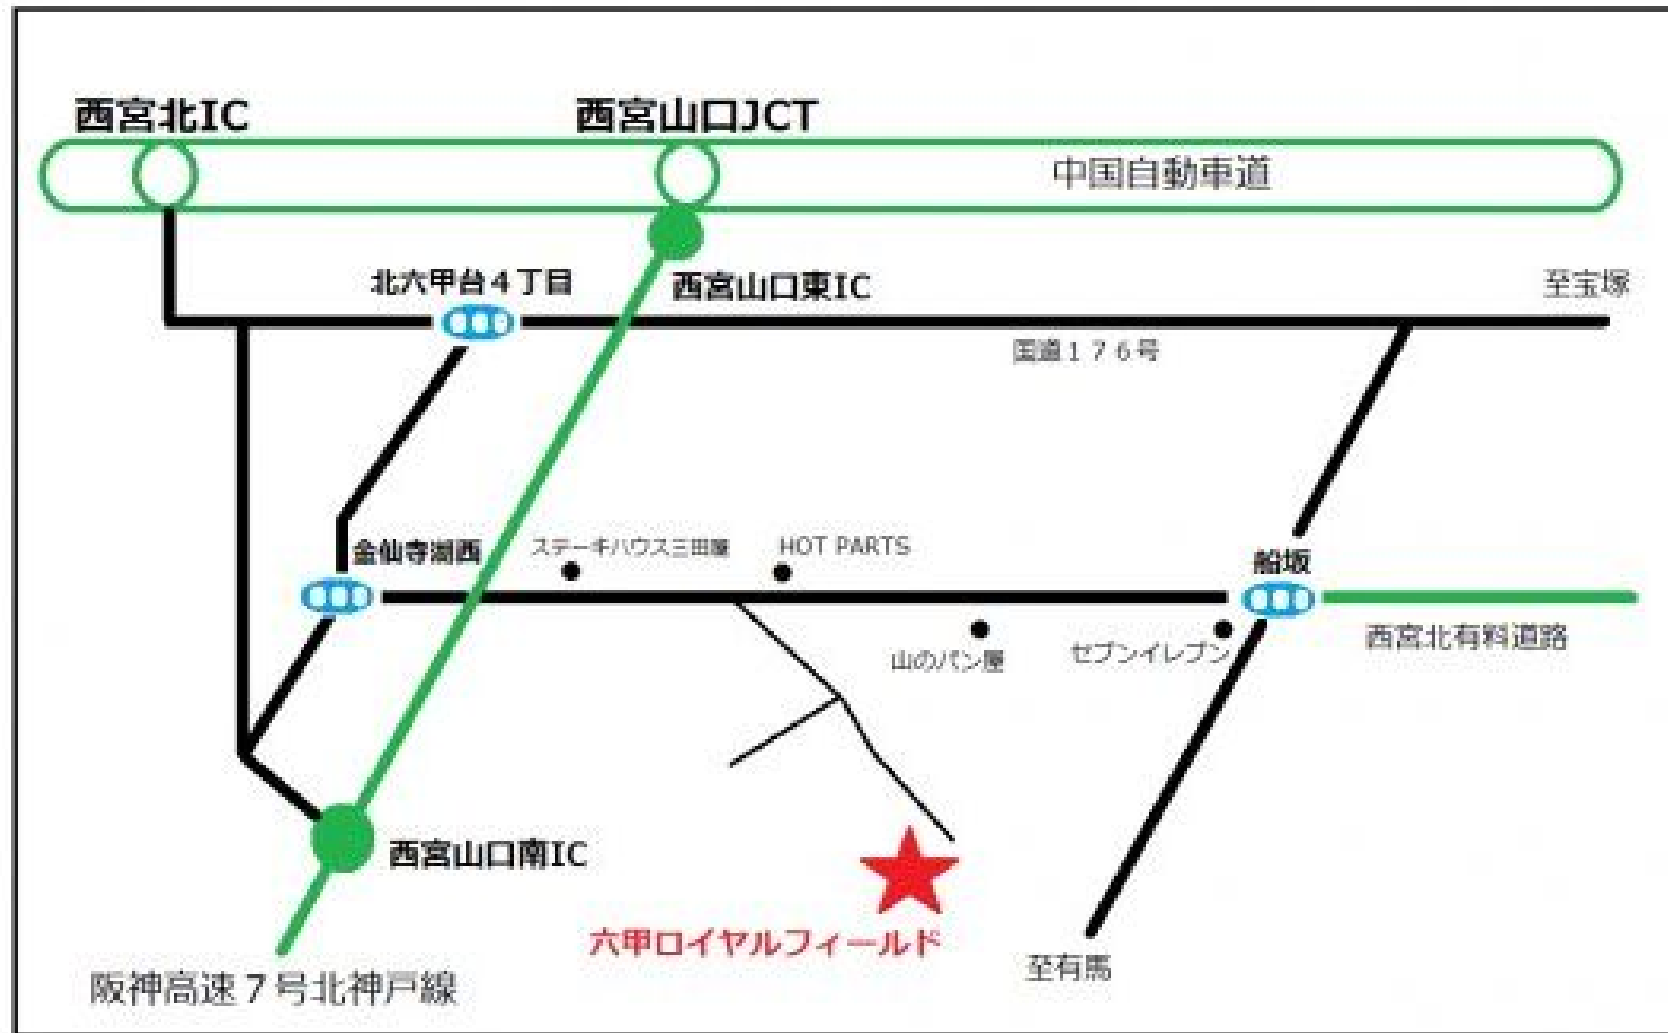 西宮北IC
西宮山口JCT
中国自動車道
北六甲台４丁目
西宮山口東IC
至宝塚
国道１７６号
金仙寺湖西
ステーキハウス三田屋
HOT PARTS
船坂
山のパン屋
セブンイレブン
西宮北有料道路
西宮山口南IC
六甲ロイヤルフィールド
至有馬
阪神高速７号北神戸線